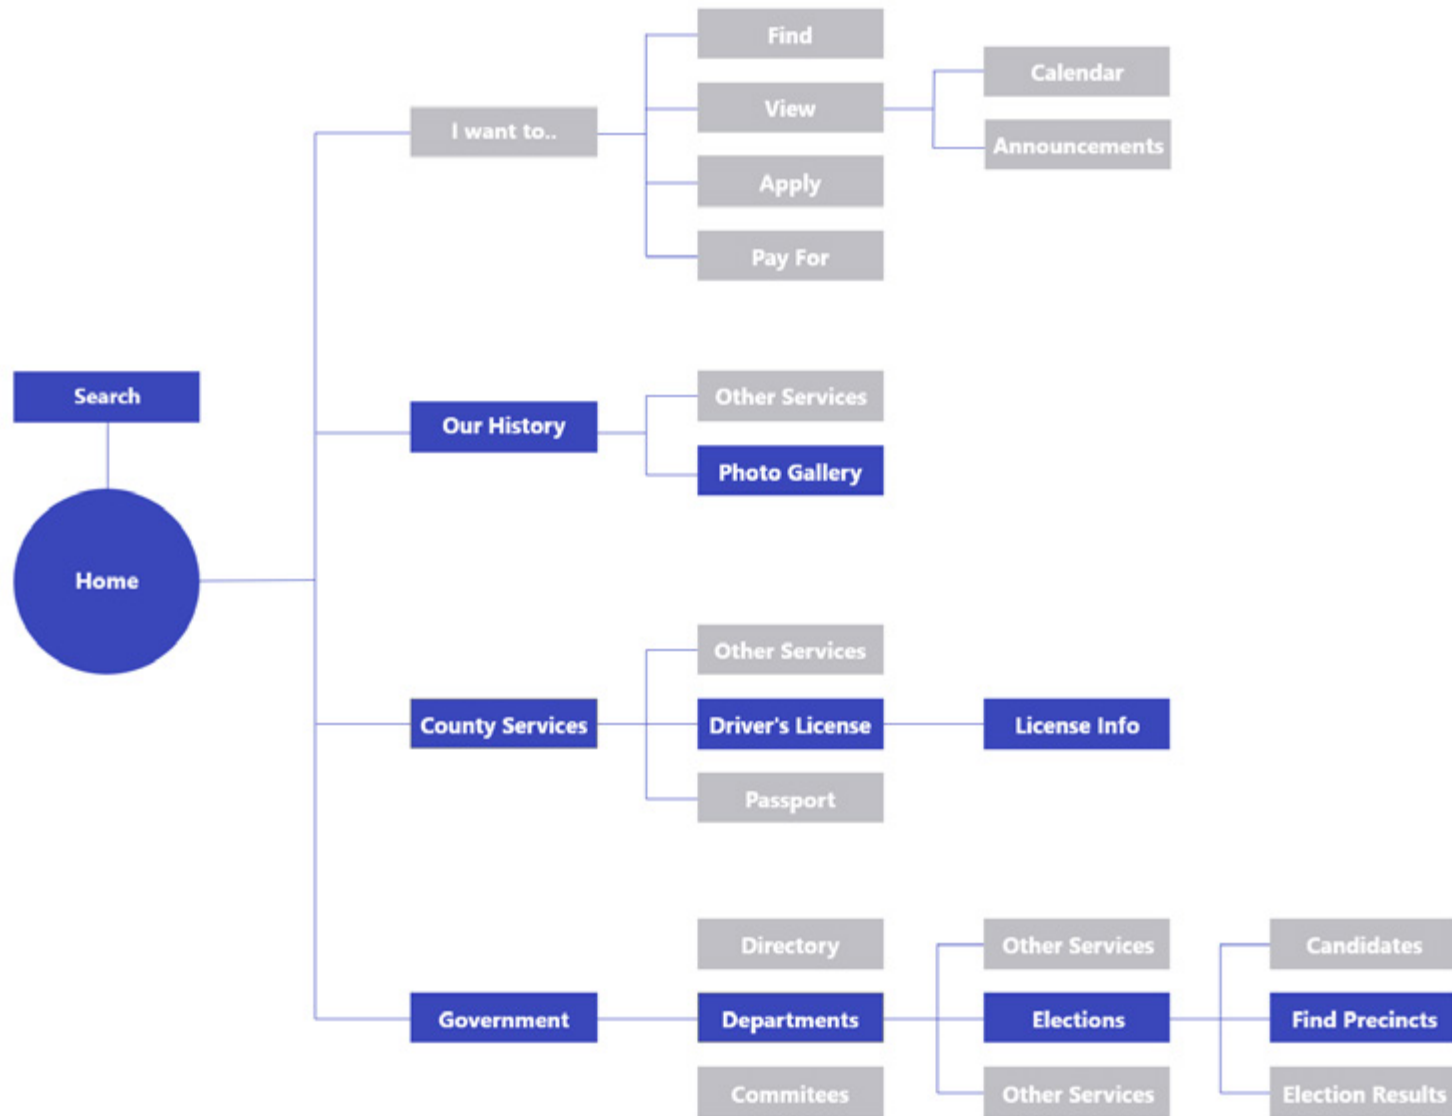 Find
Calendar
View
I want to..
Announcements
Apply
Pay For
Search
Other Services
Our History
Photo Gallery
Home
Other Services
County Services
Driver's License
License Info
Passport
Directory
Other Services
Candidates
Government
Departments
Elections
Find Precincts
Commitees
Other Services
Election Results